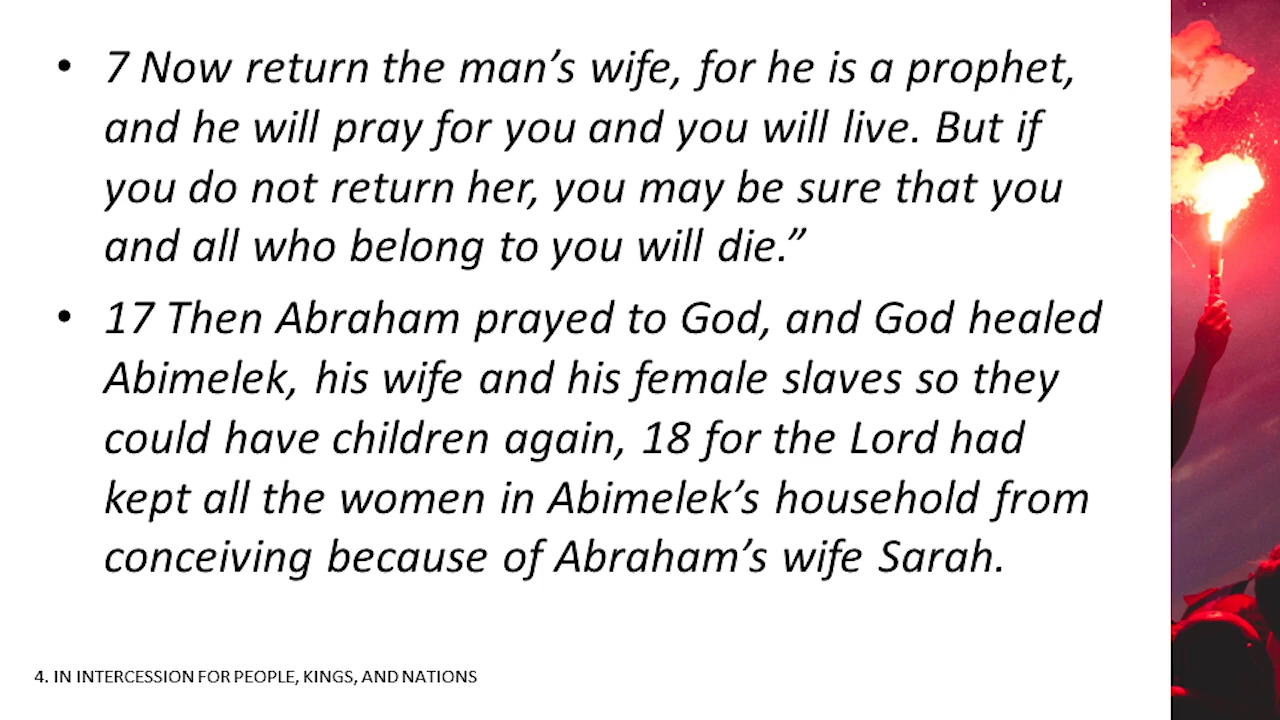 • 7 Now return the man’s wife, for he is a prophet,
and he will pray for you and you will live. But if
you do not return her, you may be sure that you
and all who belong to you will die.”
• 17 Then Abraham prayed to God, and God healed
Abimelek, his wife and his female slaves so they
could have children again, 18 for the Lord had
kept all the women in Abimelek’s household from
conceiving because of Abraham’s wife Sarah.
4. IN INTERCESSION FOR PEOPLE, KINGS, AND NATIONS